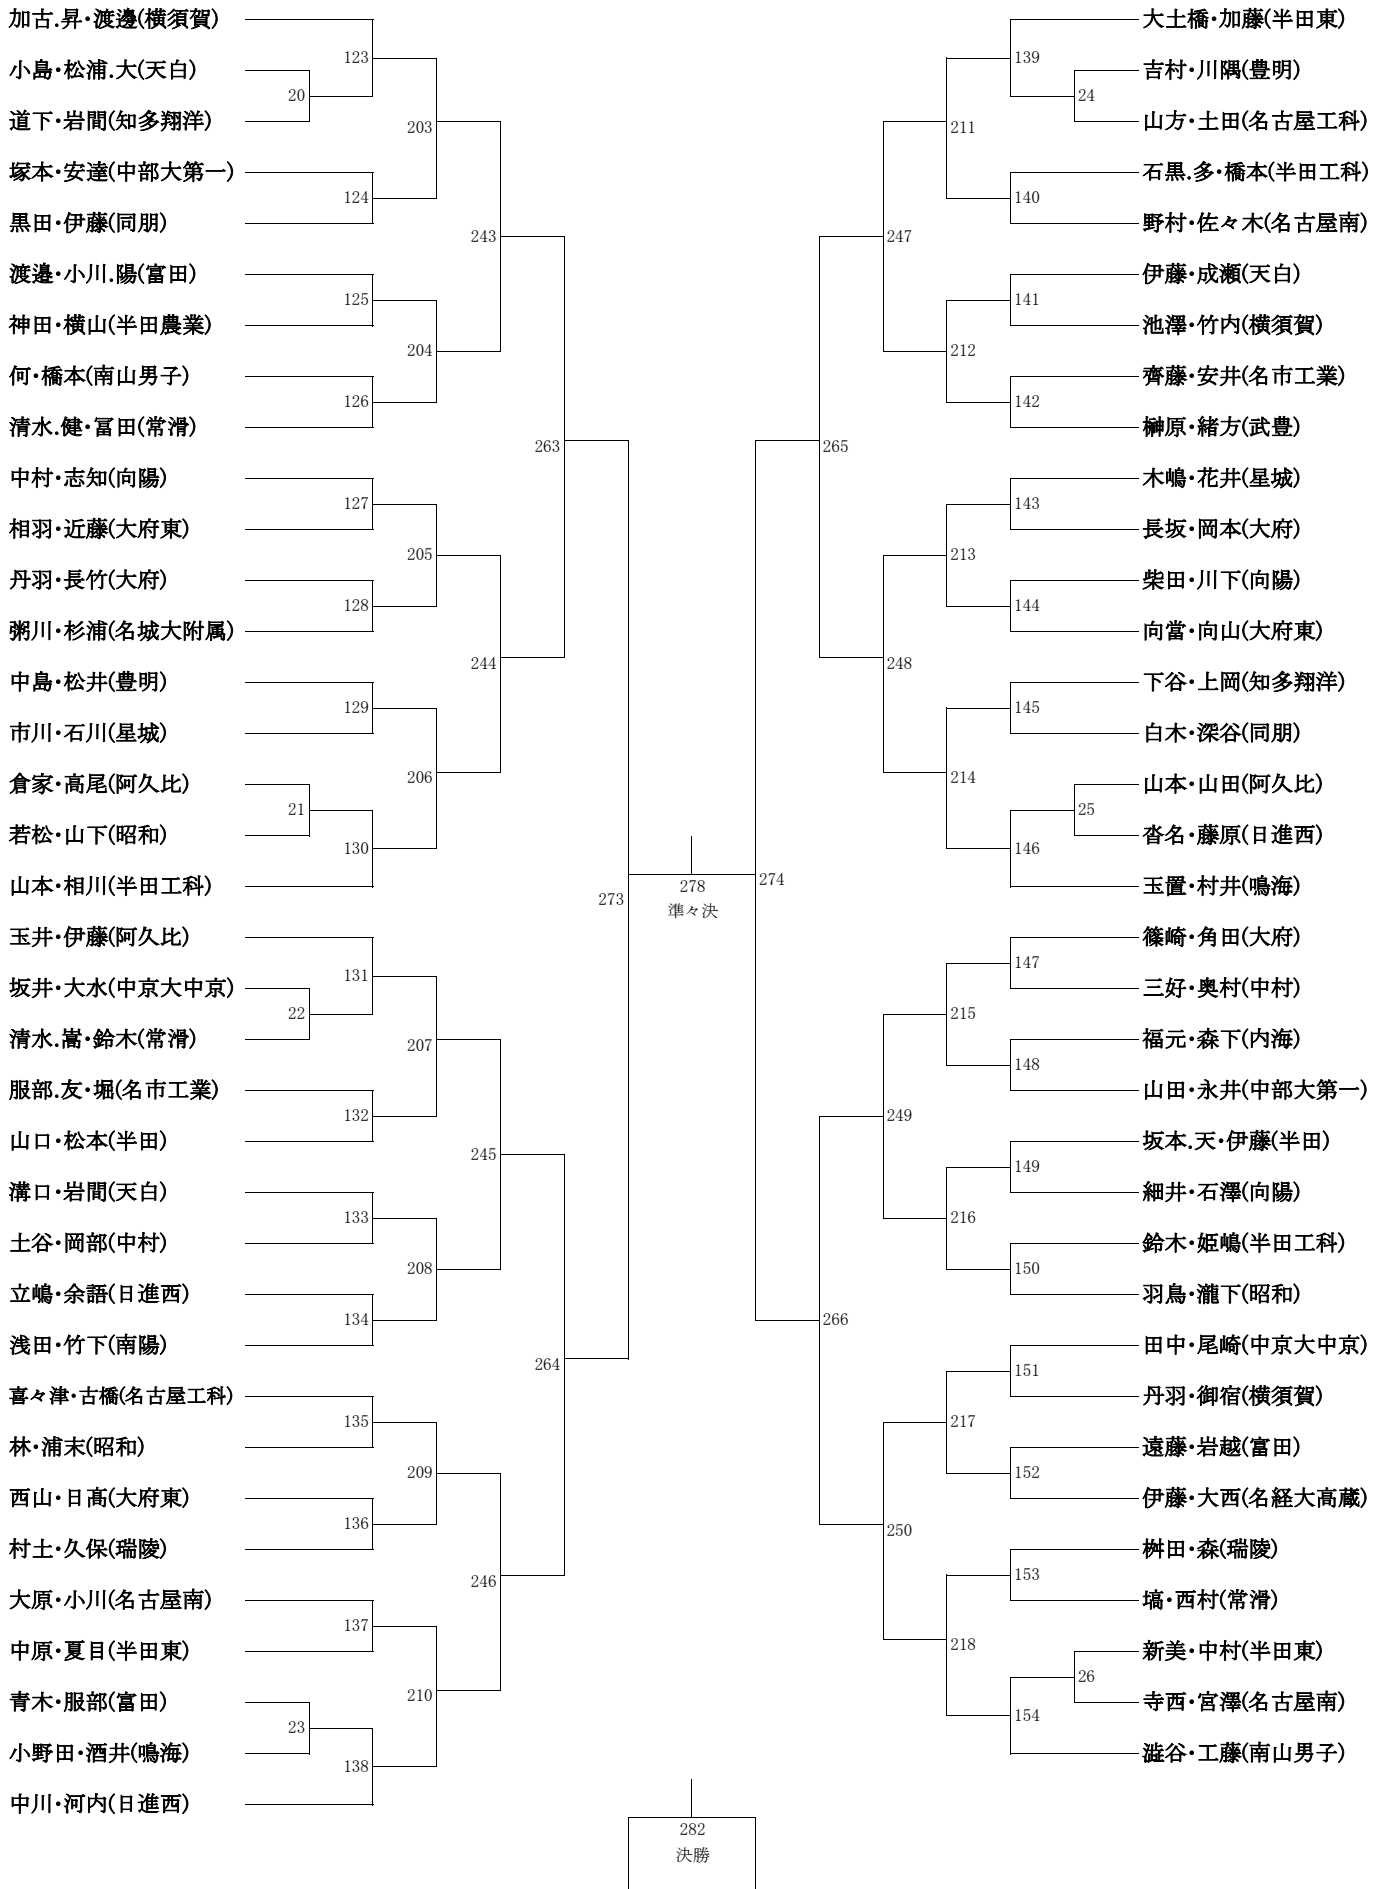 加古.昇・渡邊(横須賀)
小島・松浦.大(天白)
道下・岩間(知多翔洋)
塚本・安達(中部大第一)
黒田・伊藤(同朋)
渡邉・小川.陽(富田)
神田・横山(半田農業)
何・橋本(南山男子)
清水.健・冨田(常滑)
中村・志知(向陽)
相羽・近藤(大府東)
丹羽・長竹(大府)
粥川・杉浦(名城大附属)
中島・松井(豊明)
市川・石川(星城)
倉家・高尾(阿久比)
若松・山下(昭和)
山本・相川(半田工科)
玉井・伊藤(阿久比)
坂井・大水(中京大中京)
清水.嵩・鈴木(常滑)
服部.友・堀(名市工業)
山口・松本(半田)
溝口・岩間(天白)
土谷・岡部(中村)
立嶋・余語(日進西)
浅田・竹下(南陽)
喜々津・古橋(名古屋工科)
林・浦末(昭和)
西山・日髙(大府東)
村土・久保(瑞陵)
大原・小川(名古屋南)
中原・夏目(半田東)
青木・服部(富田)
小野田・酒井(鳴海)
中川・河内(日進西)
20
21
22
23
123
124
125
126
127
128
129
130
131
132
133
134
135
136
137
138
203
204
205
206
207
208
209
210
243
244
245
246
263
264
273
278
準々決
282
決勝
274
265
266
247
248
249
250
211
212
213
214
215
216
217
218
139
140
141
142
143
144
145
146
147
148
149
150
151
152
153
154
24
25
26
大土橋・加藤(半田東)
吉村・川隅(豊明)
山方・土田(名古屋工科)
石黒.多・橋本(半田工科)
野村・佐々木(名古屋南)
伊藤・成瀬(天白)
池澤・竹内(横須賀)
齊藤・安井(名市工業)
榊原・緒方(武豊)
木嶋・花井(星城)
長坂・岡本(大府)
柴田・川下(向陽)
向當・向山(大府東)
下谷・上岡(知多翔洋)
白木・深谷(同朋)
山本・山田(阿久比)
沓名・藤原(日進西)
玉置・村井(鳴海)
篠崎・角田(大府)
三好・奥村(中村)
福元・森下(内海)
山田・永井(中部大第一)
坂本.天・伊藤(半田)
細井・石澤(向陽)
鈴木・姫嶋(半田工科)
羽鳥・瀧下(昭和)
田中・尾崎(中京大中京)
丹羽・御宿(横須賀)
遠藤・岩越(富田)
伊藤・大西(名経大高蔵)
桝田・森(瑞陵)
塙・西村(常滑)
新美・中村(半田東)
寺西・宮澤(名古屋南)
澁谷・工藤(南山男子)